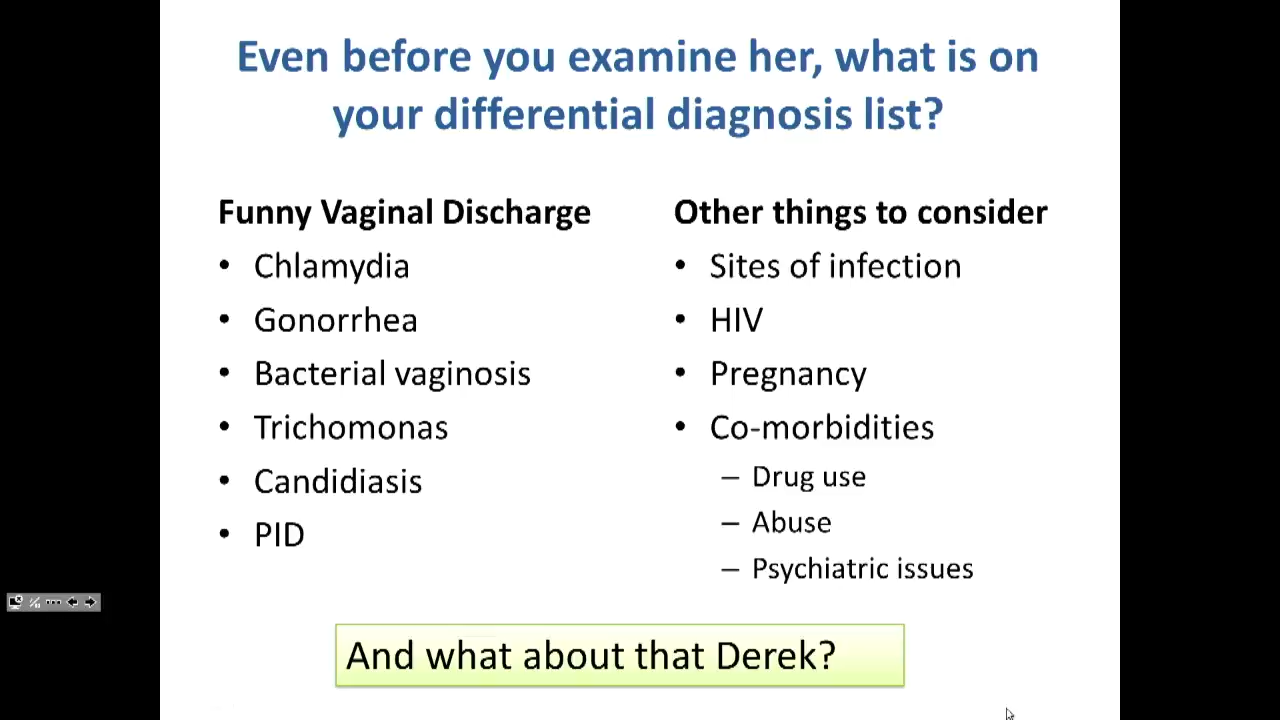 Even before you examine her, what is on
your differential diagnosis list?
Funny Vaginal Discharge
• Chlamydia
• Gonorrhea
• Bacterial vaginosis
• Trichomonas
• Candidiasis
• PID
Other things to consider
• Sites of infection
• HIV
• Pregnancy
• Co-morbidities
– Drug use
– Abuse
– Psychiatric issues
And what about that Derek?